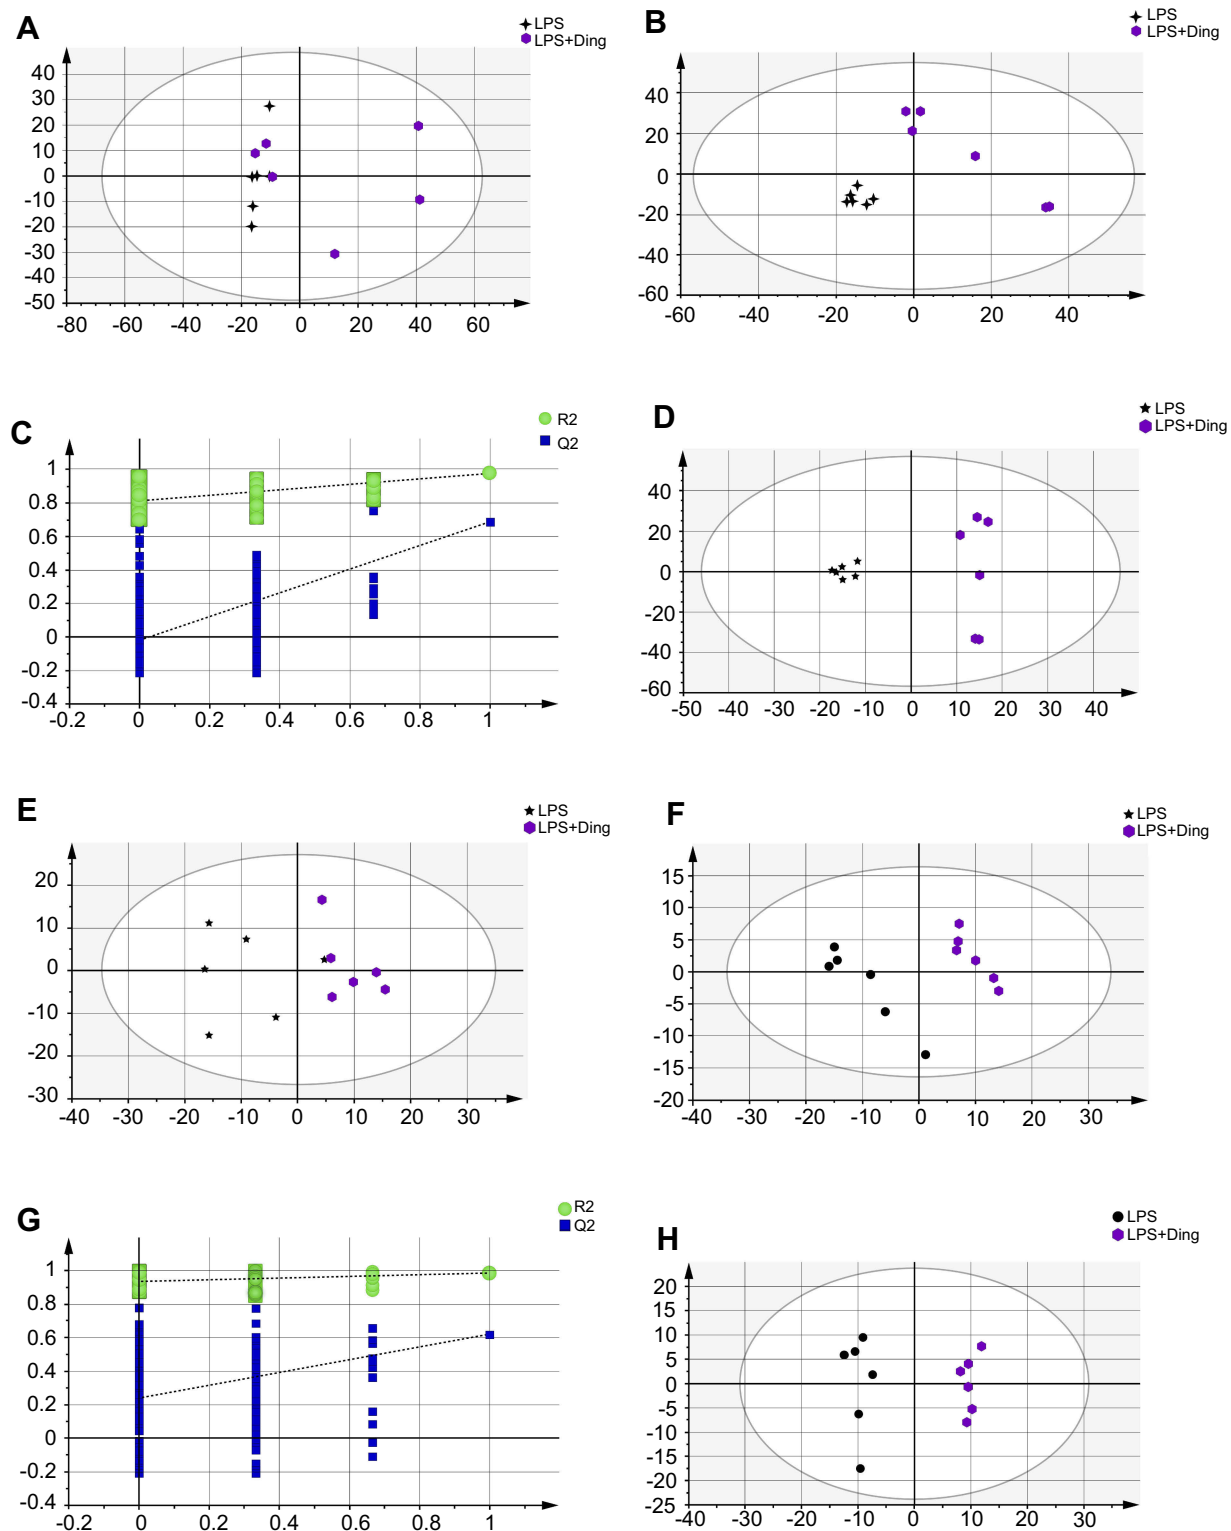 A
LPS
LPS+Ding
40
30
20
10
0
-10
-20
-30
-40
-50
-80 -60 -40 -20 0 20 40 60
B
LPS
LPS+Ding
40
20
0
-20
-40
-60
-60 -40 -20 0 20 40
C
R2
Q2
1
0.8
0.6
0.4
0.2
0
-0.2
-0.4
-0.2 0 0.2 0.4 0.6 0.8 1
D
LPS
LPS+Ding
40
20
0
-20
-40
-60
-50 -40 -30 -20 -10 0 10 20 30 40
E
LPS
LPS+Ding
20
10
0
-10
-20
-30
-40 -30 -20 -10 0 10 20 30
F
LPS
LPS+Ding
15
10
5
0
-5
-10
-15
-20
-40 -30 -20 -10 0 10 20 30
G
R2
Q2
1
0.8
0.6
0.4
0.2
0
-0.2
-0.4
-0.2 0 0.2 0.4 0.6 0.8 1
H
LPS
LPS+Ding
20
15
10
5
0
-5
-10
-15
-20
-25
-40 -30 -20 -10 0 10 20 30